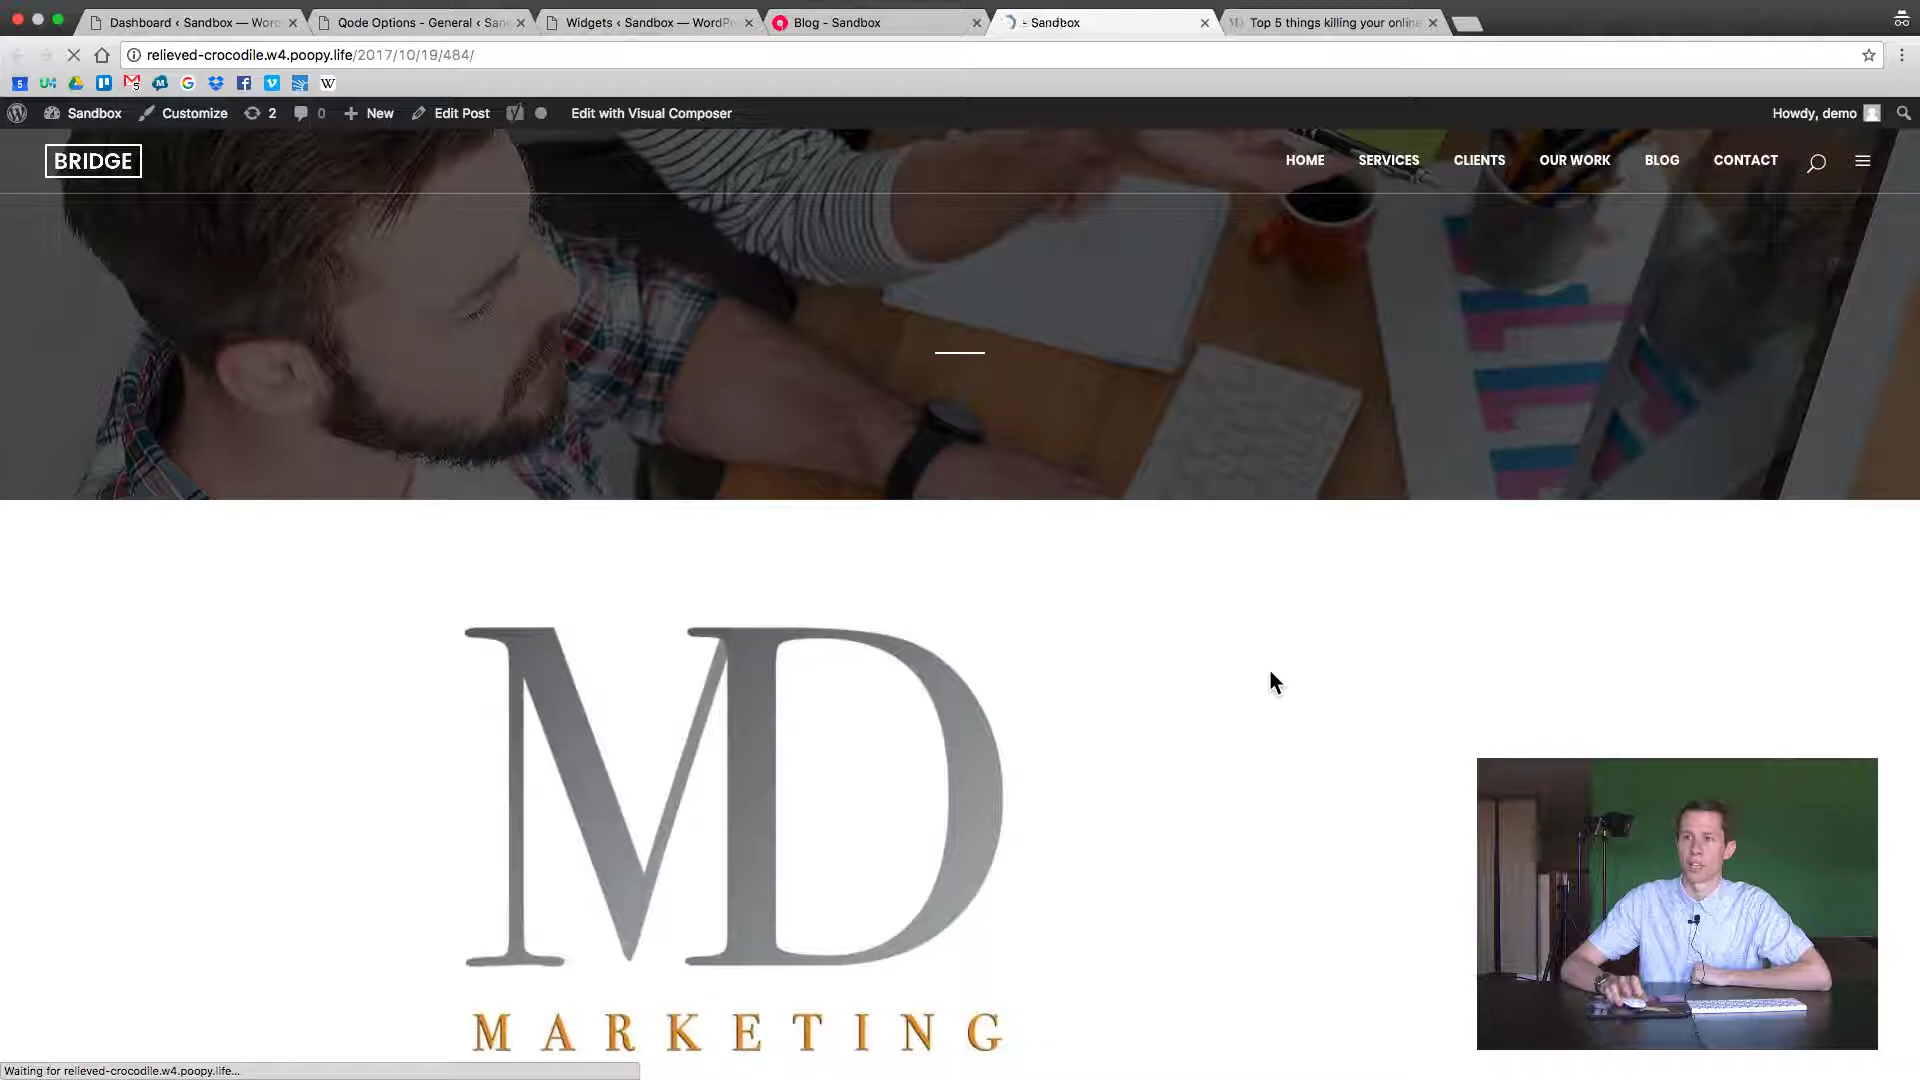 Dashboard ‹ Sandbox — Wor
Qode Options - General ‹ San
Widgets ‹ Sandbox — WordPr
Blog - Sandbox
- Sandbox
Top 5 things killing your online
relieved-crocodile.w4.poopy.life/2017/10/19/484/
Sandbox
Customize
2
0
New
Edit Post
Edit with Visual Composer
Howdy, demo
BRIDGE
HOME
SERVICES
CLIENTS
OUR WORK
BLOG
CONTACT
MD
MARKETING
Waiting for relieved-crocodile.w4.poopy.life...